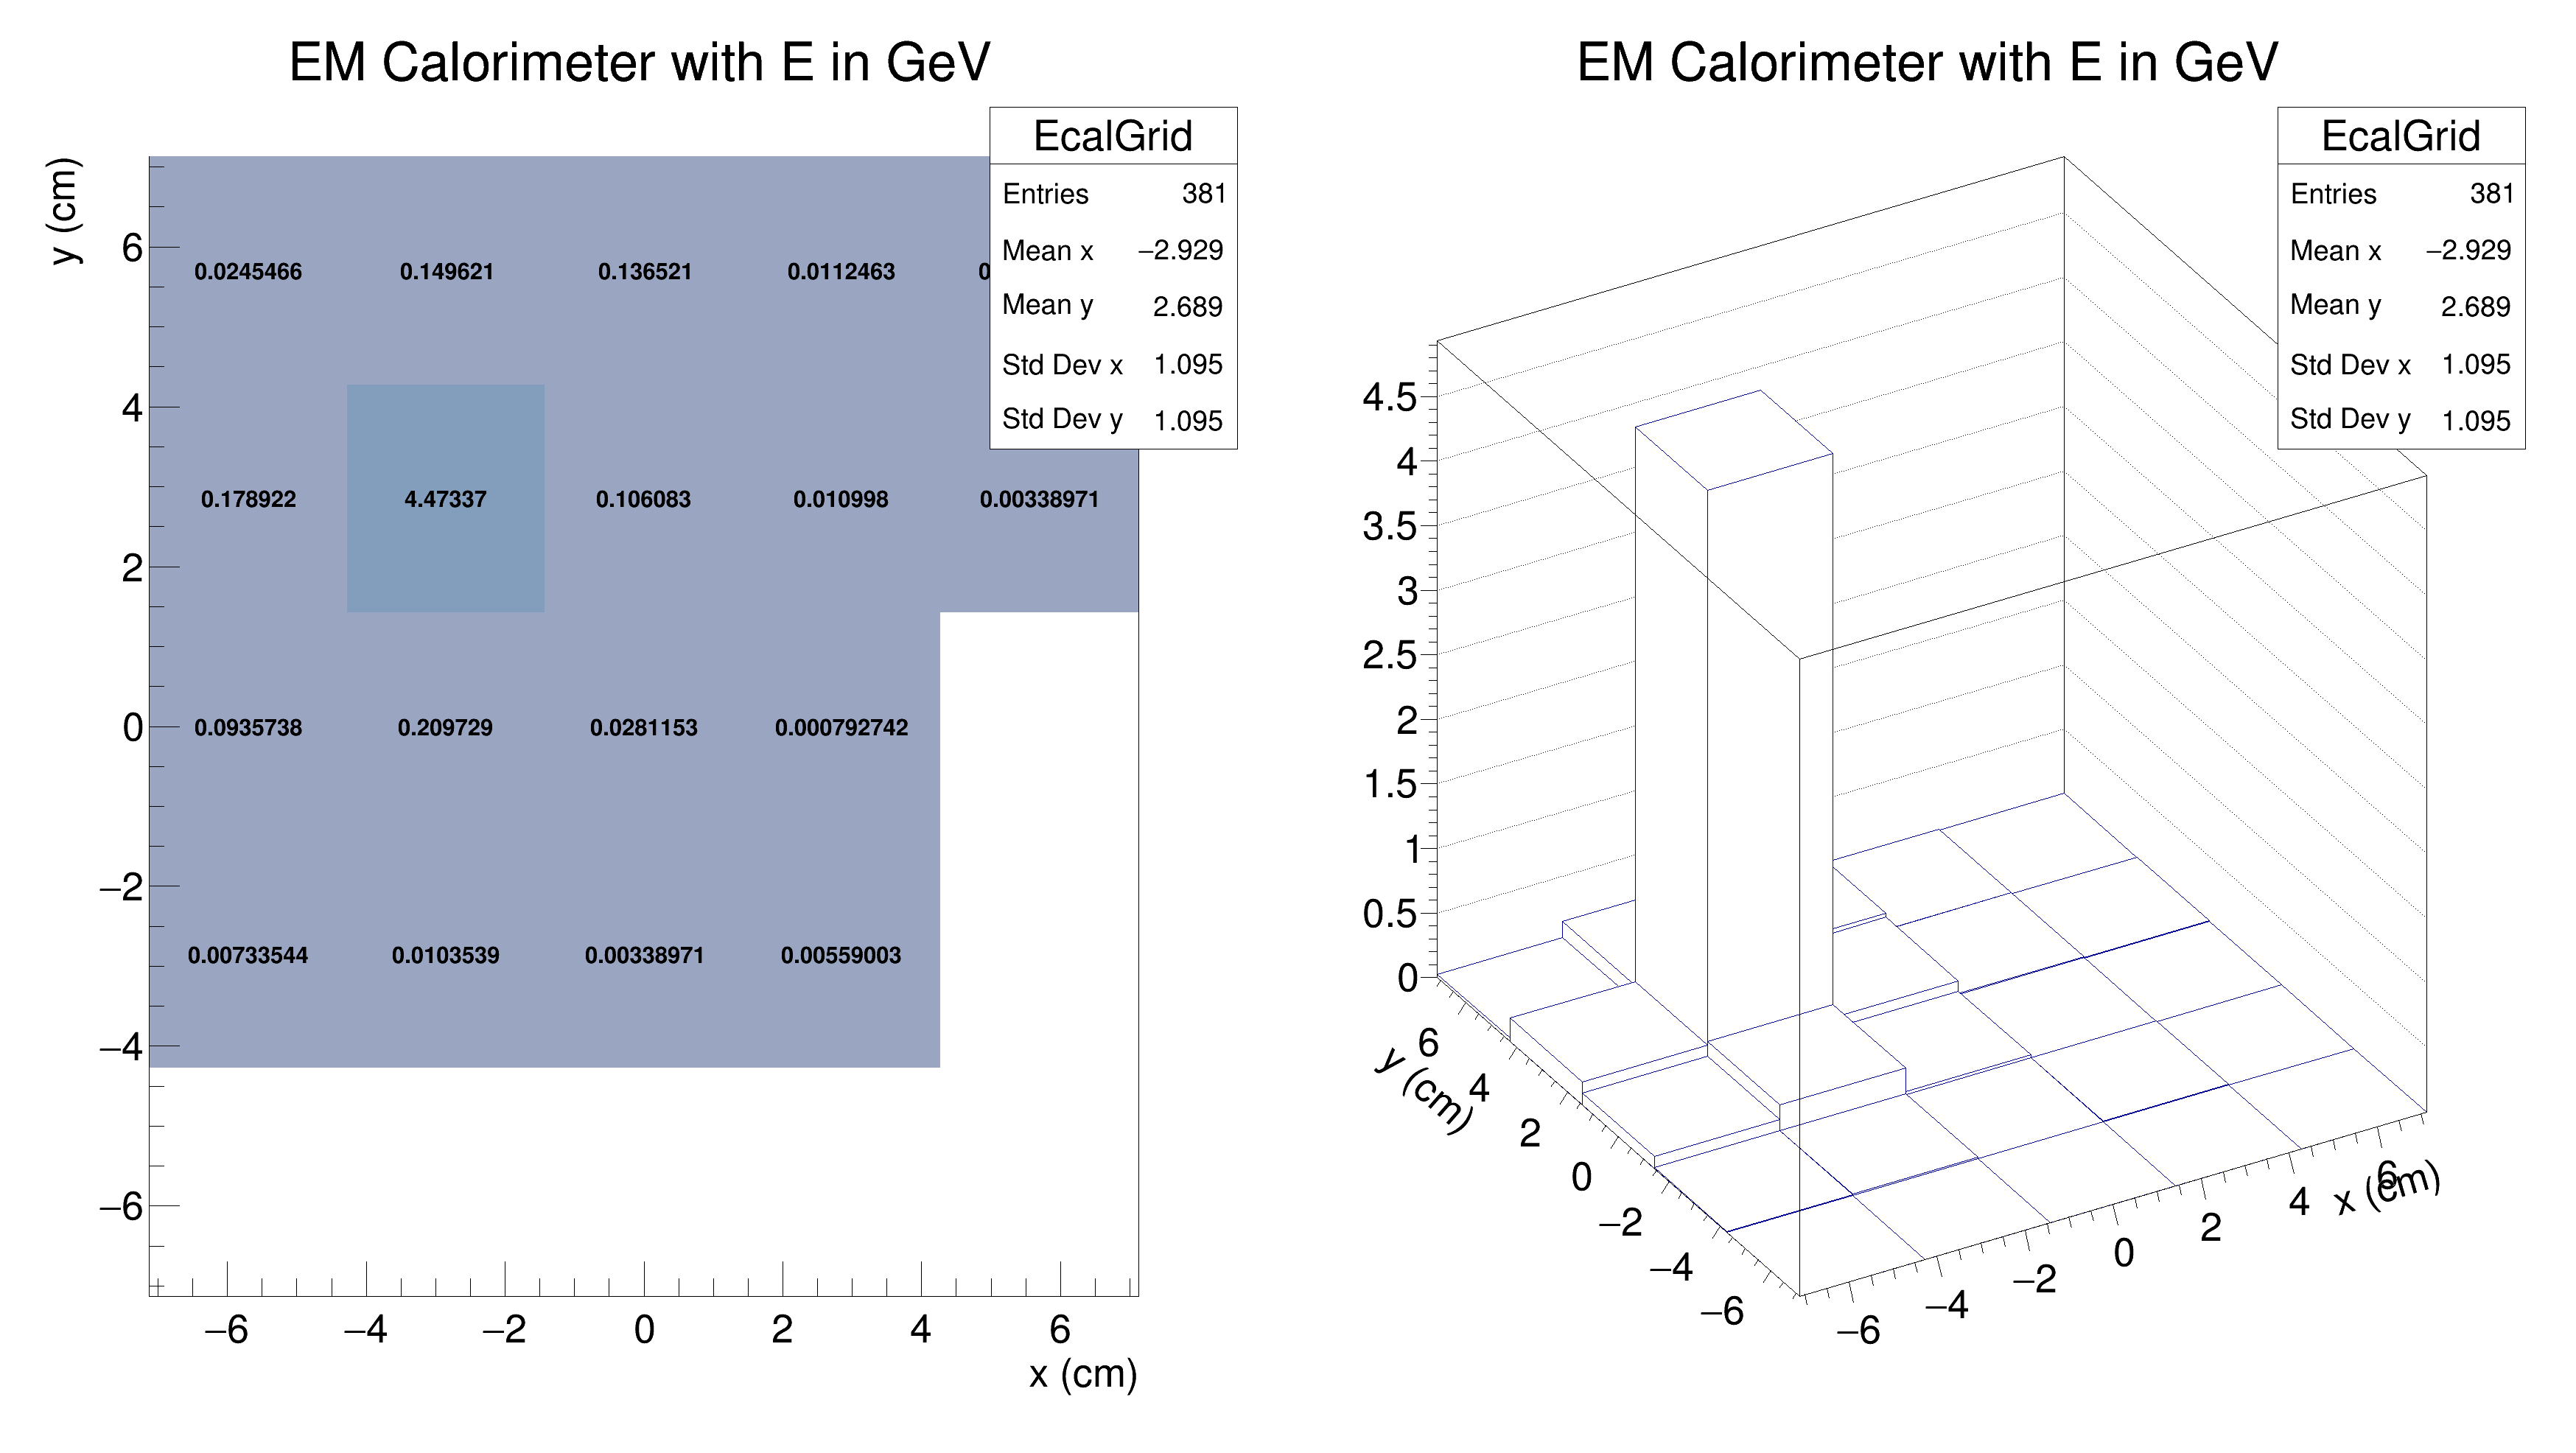 EM Calorimeter with E in GeV
EcalGrid
Entries 381
Mean x −2.929
Mean y 2.689
Std Dev x 1.095
Std Dev y 1.095
y (cm)
6
4
2
0
−2
−4
−6
0.0245466 0.149621 0.136521 0.0112463
0.178922 4.47337 0.106083 0.010998 0.00338971
0.0935738 0.209729 0.0281153 0.000792742
0.00733544 0.0103539 0.00338971 0.00559003
−6 −4 −2 0 2 4 6
x (cm)
EM Calorimeter with E in GeV
EcalGrid
Entries 381
Mean x −2.929
Mean y 2.689
Std Dev x 1.095
Std Dev y 1.095
4.5
4
3.5
3
2.5
2
1.5
1
0.5
0
y (cm)
6
4
2
0
−2
−4
−6
−6 −4 −2 0 2 4 6
x (cm)